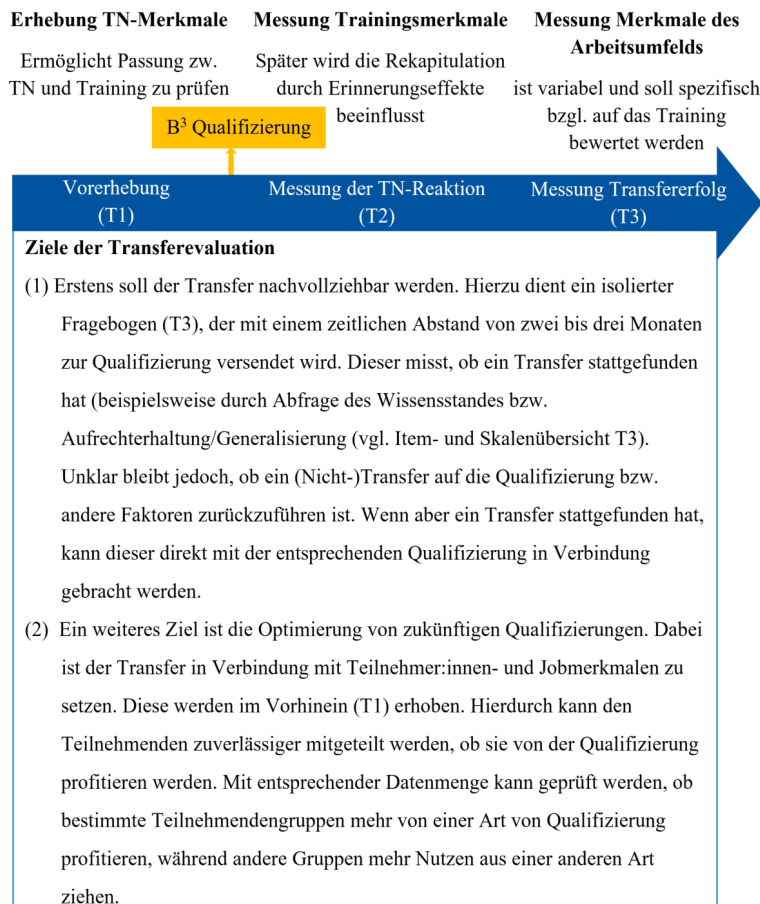 Erhebung TN-Merkmale
Ermöglicht Passung zw.
TN und Training zu prüfen
Messung Trainingsmerkmale
Später wird die Rekapitulation
durch Erinnerungseffekte
beeinflusst
Messung Merkmale des
Arbeitsumfelds
ist variabel und soll spezifisch
bzgl. auf das Training
bewertet werden
B³ Qualifizierung
Vorerhebung
(T1)
Messung der TN-Reaktion
(T2)
Messung Transfererfolg
(T3)
Ziele der Transferevaluation
(1) Erstens soll der Transfer nachvollziehbar werden. Hierzu dient ein isolierter
Fragebogen (T3), der mit einem zeitlichen Abstand von zwei bis drei Monaten
zur Qualifizierung versendet wird. Dieser misst, ob ein Transfer stattgefunden
hat (beispielsweise durch Abfrage des Wissensstandes bzw.
Aufrechterhaltung/Generalisierung (vgl. Item- und Skalenübersicht T3).
Unklar bleibt jedoch, ob ein (Nicht-)Transfer auf die Qualifizierung bzw.
andere Faktoren zurückzuführen ist. Wenn aber ein Transfer stattgefunden hat,
kann dieser direkt mit der entsprechenden Qualifizierung in Verbindung
gebracht werden.
(2) Ein weiteres Ziel ist die Optimierung von zukünftigen Qualifizierungen. Dabei
ist der Transfer in Verbindung mit Teilnehmer:innen- und Jobmerkmalen zu
setzen. Diese werden im Vorhinein (T1) erhoben. Hierdurch kann den
Teilnehmenden zuverlässiger mitgeteilt werden, ob sie von der Qualifizierung
profitieren werden. Mit entsprechender Datenmenge kann geprüft werden, ob
bestimmte Teilnehmendengruppen mehr von einer Art von Qualifizierung
profitieren, während andere Gruppen mehr Nutzen aus einer anderen Art
ziehen.